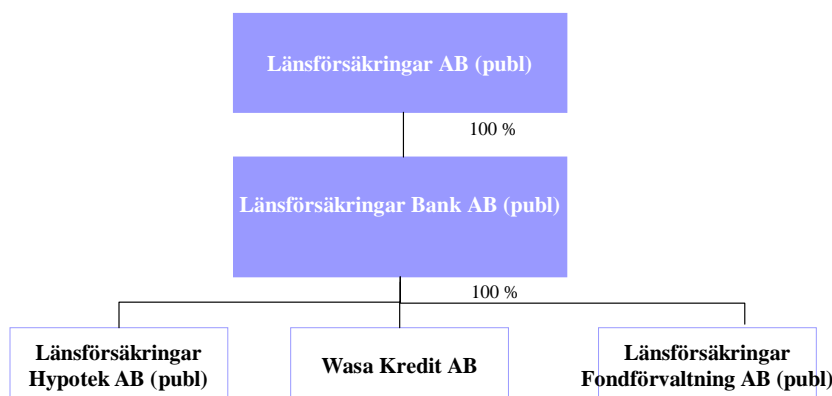 Länsförsäkringar AB (publ)
100 %
Länsförsäkringar Bank AB (publ)
100 %
Länsförsäkringar
Hypotek AB (publ)
Wasa Kredit AB
Länsförsäkringar
Fondförvaltning AB (publ)